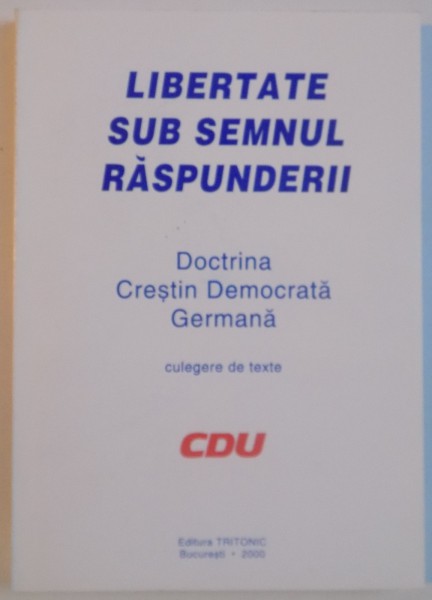 LIBERTATE
SUB SEMNUL
RĂSPUNDERII
Doctrina
Creștin Democrată
Germană
culegere de texte
CDU
Editura TRITONIC
București • 2000